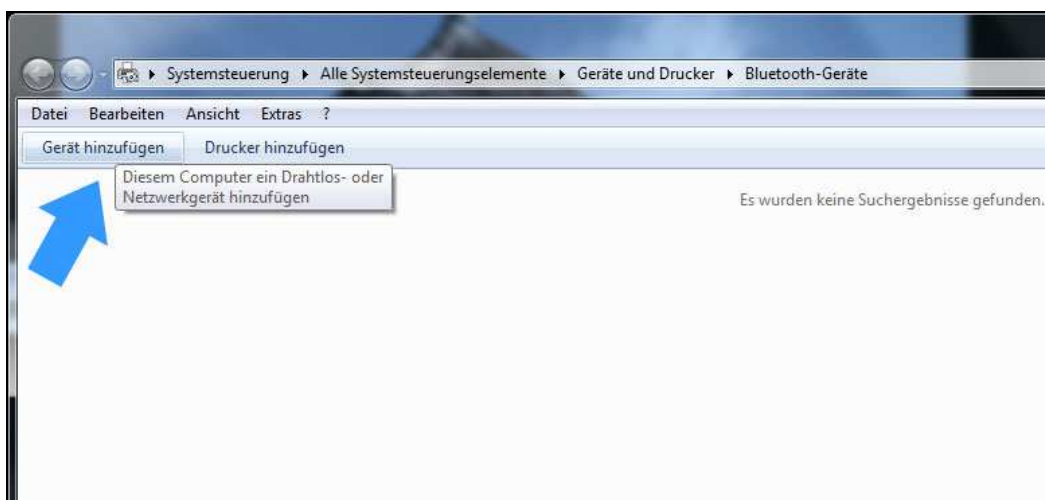 Systemsteuerung ▸ Alle Systemsteuerungselemente ▸ Geräte und Drucker ▸ Bluetooth-Geräte
Datei Bearbeiten Ansicht Extras ?
Gerät hinzufügen Drucker hinzufügen
Diesem Computer ein Drahtlos- oder
Netzwerkgerät hinzufügen
Es wurden keine Suchergebnisse gefunden.